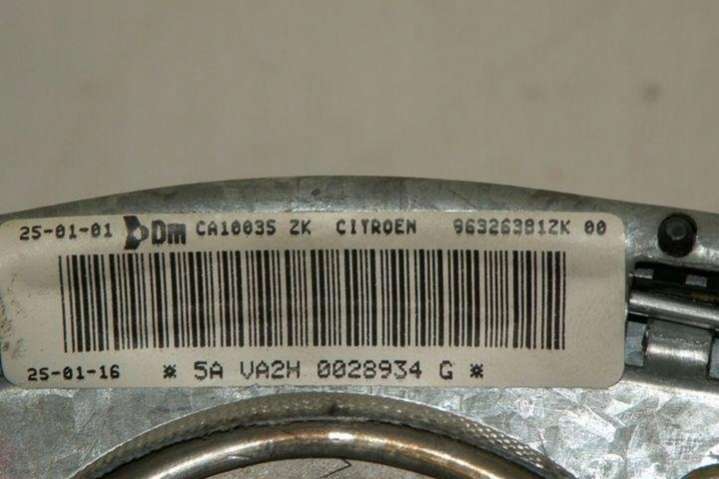 25-01-01 Dm CA10035 ZK CITROEN 96326381ZK 00
25-01-16 * 5A VA2H 0028934 G *